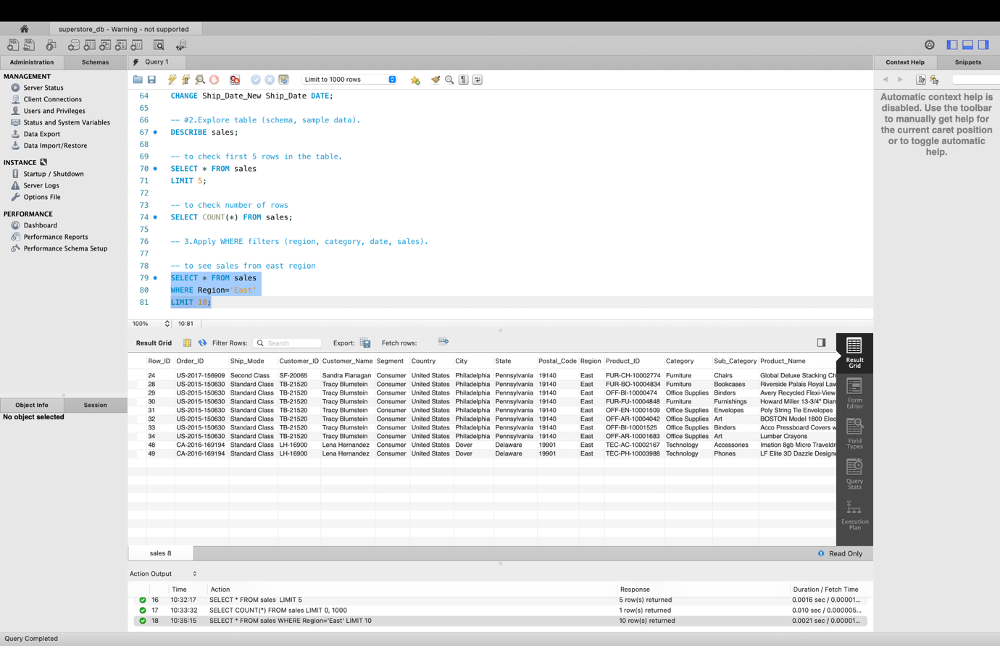 superstore_db - Warning - not supported
Administration Schemas
Query 1
Context Help Snippets
MANAGEMENT
Server Status
Client Connections
Users and Privileges
Status and System Variables
Data Export
Data Import/Restore
INSTANCE
Startup / Shutdown
Server Logs
Options File
PERFORMANCE
Dashboard
Performance Reports
Performance Schema Setup
Object Info Session
No object selected
Limit to 1000 rows
64 CHANGE Ship_Date_New Ship_Date DATE;
65
66 -- #2.Explore table (schema, sample data).
67 DESCRIBE sales;
68
69 -- to check first 5 rows in the table.
70 SELECT * FROM sales
71 LIMIT 5;
72
73 -- to check number of rows
74 SELECT COUNT(*) FROM sales;
75
76 -- 3.Apply WHERE filters (region, category, date, sales).
77
78 -- to see sales from east region
79 SELECT * FROM sales
80 WHERE Region='East'
81 LIMIT 10;
100% 10:81
Automatic context help is
disabled. Use the toolbar
to manually get help for
the current caret position
or to toggle automatic
help.
Result Grid Filter Rows: Search Export: Fetch rows:
Row_ID Order_ID Ship_Mode Customer_ID Customer_Name Segment Country City State Postal_Code Region Product_ID Category Sub_Category Product_Name
24 US-2017-156909 Second Class SF-20065 Sandra Flanagan Consumer United States Philadelphia Pennsylvania 19140 East FUR-CH-10002774 Furniture Chairs Global Deluxe Stacking Ch
28 US-2015-150630 Standard Class TB-21520 Tracy Blumstein Consumer United States Philadelphia Pennsylvania 19140 East FUR-BO-10004834 Furniture Bookcases Riverside Palais Royal Law
29 US-2015-150630 Standard Class TB-21520 Tracy Blumstein Consumer United States Philadelphia Pennsylvania 19140 East OFF-BI-10000474 Office Supplies Binders Avery Recycled Flexi-View
30 US-2015-150630 Standard Class TB-21520 Tracy Blumstein Consumer United States Philadelphia Pennsylvania 19140 East FUR-FU-10004848 Furniture Furnishings Howard Miller 13-3/4" Diam
31 US-2015-150630 Standard Class TB-21520 Tracy Blumstein Consumer United States Philadelphia Pennsylvania 19140 East OFF-EN-10001509 Office Supplies Envelopes Poly String Tie Envelopes
32 US-2015-150630 Standard Class TB-21520 Tracy Blumstein Consumer United States Philadelphia Pennsylvania 19140 East OFF-AR-10004042 Office Supplies Art BOSTON Model 1800 Elec
33 US-2015-150630 Standard Class TB-21520 Tracy Blumstein Consumer United States Philadelphia Pennsylvania 19140 East OFF-BI-10001525 Office Supplies Binders Acco Pressboard Covers w
34 US-2015-150630 Standard Class TB-21520 Tracy Blumstein Consumer United States Philadelphia Pennsylvania 19140 East OFF-AR-10001683 Office Supplies Art Lumber Crayons
48 CA-2016-169194 Standard Class LH-16900 Lena Hernandez Consumer United States Dover Delaware 19901 East TEC-AC-10002167 Technology Accessories Imation 8gb Micro Traveldri
49 CA-2016-169194 Standard Class LH-16900 Lena Hernandez Consumer United States Dover Delaware 19901 East TEC-PH-10003988 Technology Phones LF Elite 3D Dazzle Designe
Result
Grid
Form
Editor
Field
Types
Query
Stats
Execution
Plan
sales 8 Read Only
Action Output
Time Action Response Duration / Fetch Time
16 10:32:17 SELECT * FROM sales LIMIT 5 5 row(s) returned 0.0016 sec / 0.00001...
17 10:33:32 SELECT COUNT(*) FROM sales LIMIT 0, 1000 1 row(s) returned 0.010 sec / 0.000005...
18 10:35:15 SELECT * FROM sales WHERE Region='East' LIMIT 10 10 row(s) returned 0.0021 sec / 0.00001...
Query Completed